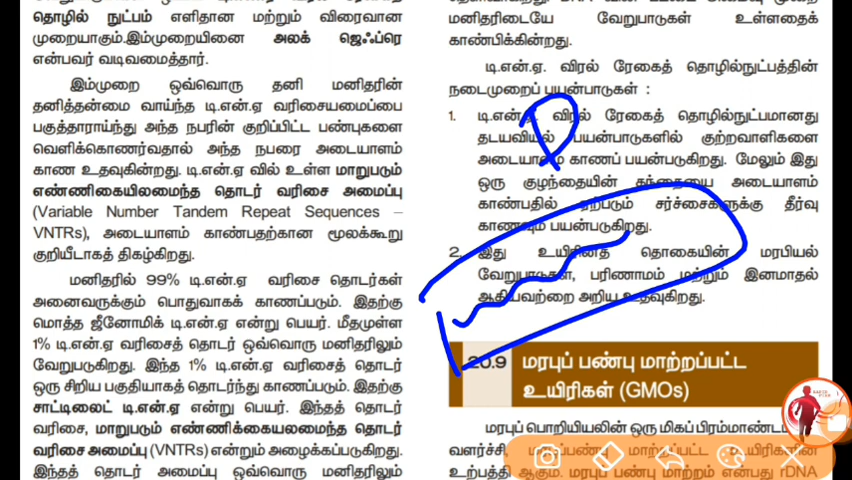 தொழில் நுட்பம் எளிதான மற்றும் விரைவான
முறையாகும்.இம்முறையினை அலக் ஜெஃப்ரெ
என்பவர் வடிவமைத்தார்.
இம்முறை ஒவ்வொரு தனி மனிதரின்
தனித்தன்மை வாய்ந்த டி.என்.ஏ வரிசையமைப்பை
பகுத்தாராய்ந்து அந்த நபரின் குறிப்பிட்ட பண்புகளை
வெளிக்கொணர்வதால் அந்த நபரை அடையாளம்
காண உதவுகின்றது. டி.என்.ஏ வில் உள்ள மாறுபடும்
எண்ணிகையிலமைந்த தொடர் வரிசை அமைப்பு
(Variable Number Tandem Repeat Sequences –
VNTRs), அடையாளம் காண்பதற்கான மூலக்கூறு
குறியீடாகத் திகழ்கிறது.
மனிதரில் 99% டி.என்.ஏ வரிசை தொடர்கள்
அனைவருக்கும் பொதுவாகக் காணப்படும். இதற்கு
மொத்த ஜீனோமிக் டி.என்.ஏ என்று பெயர். மீதமுள்ள
1% டி.என்.ஏ வரிசைத் தொடர் ஒவ்வொரு மனிதரிலும்
வேறுபடுகிறது. இந்த 1% டி.என்.ஏ வரிசைத் தொடர்
ஒரு சிறிய பகுதியாகத் தொடர்ந்து காணப்படும். இதற்கு
சாட்டிலைட் டி.என்.ஏ என்று பெயர். இந்தத் தொடர்
வரிசை, மாறுபடும் எண்ணிக்கையலமைந்த தொடர்
வரிசை அமைப்பு (VNTRs) என்றும் அழைக்கப்படுகிறது.
இந்தத் தொடர் அமைப்பு ஒவ்வொரு மனிதரிலும்
மனிதரிடையே வேறுபாடுகள் உள்ளதைக்
காண்பிக்கின்றது.
டி.என்.ஏ. விரல் ரேகைத் தொழில்நுட்பத்தின்
நடைமுறைப் பயன்பாடுகள் :
1. டி.என்.ஏ. விரல் ரேகைத் தொழில்நுட்பமானது
தடயவியல் பயன்பாடுகளில் குற்றவாளிகளை
அடையாளம் காணப் பயன்படுகிறது. மேலும் இது
ஒரு குழந்தையின் தந்தையை அடையாளம்
காண்பதில் ஏற்படும் சர்ச்சைகளுக்கு தீர்வு
காணவும் பயன்படுகிறது.
2. இது உயிரினத் தொகையின் மரபியல்
வேறுபாடுகள், பரிணாமம் மற்றும் இனமாதல்
ஆகியவற்றை அறிய உதவுகிறது.
20.9 மரபுப் பண்பு மாற்றப்பட்ட
உயிரிகள் (GMOs)
மரபுப் பொறியியலின் ஒரு மிகப் பிரம்மாண்ட
வளர்ச்சி, மரபுப்பண்பு மாற்றப்பட்ட உயிரிகளின்
உற்பத்தி ஆகும். மரபுப் பண்பு மாற்றம் என்பது rDNA